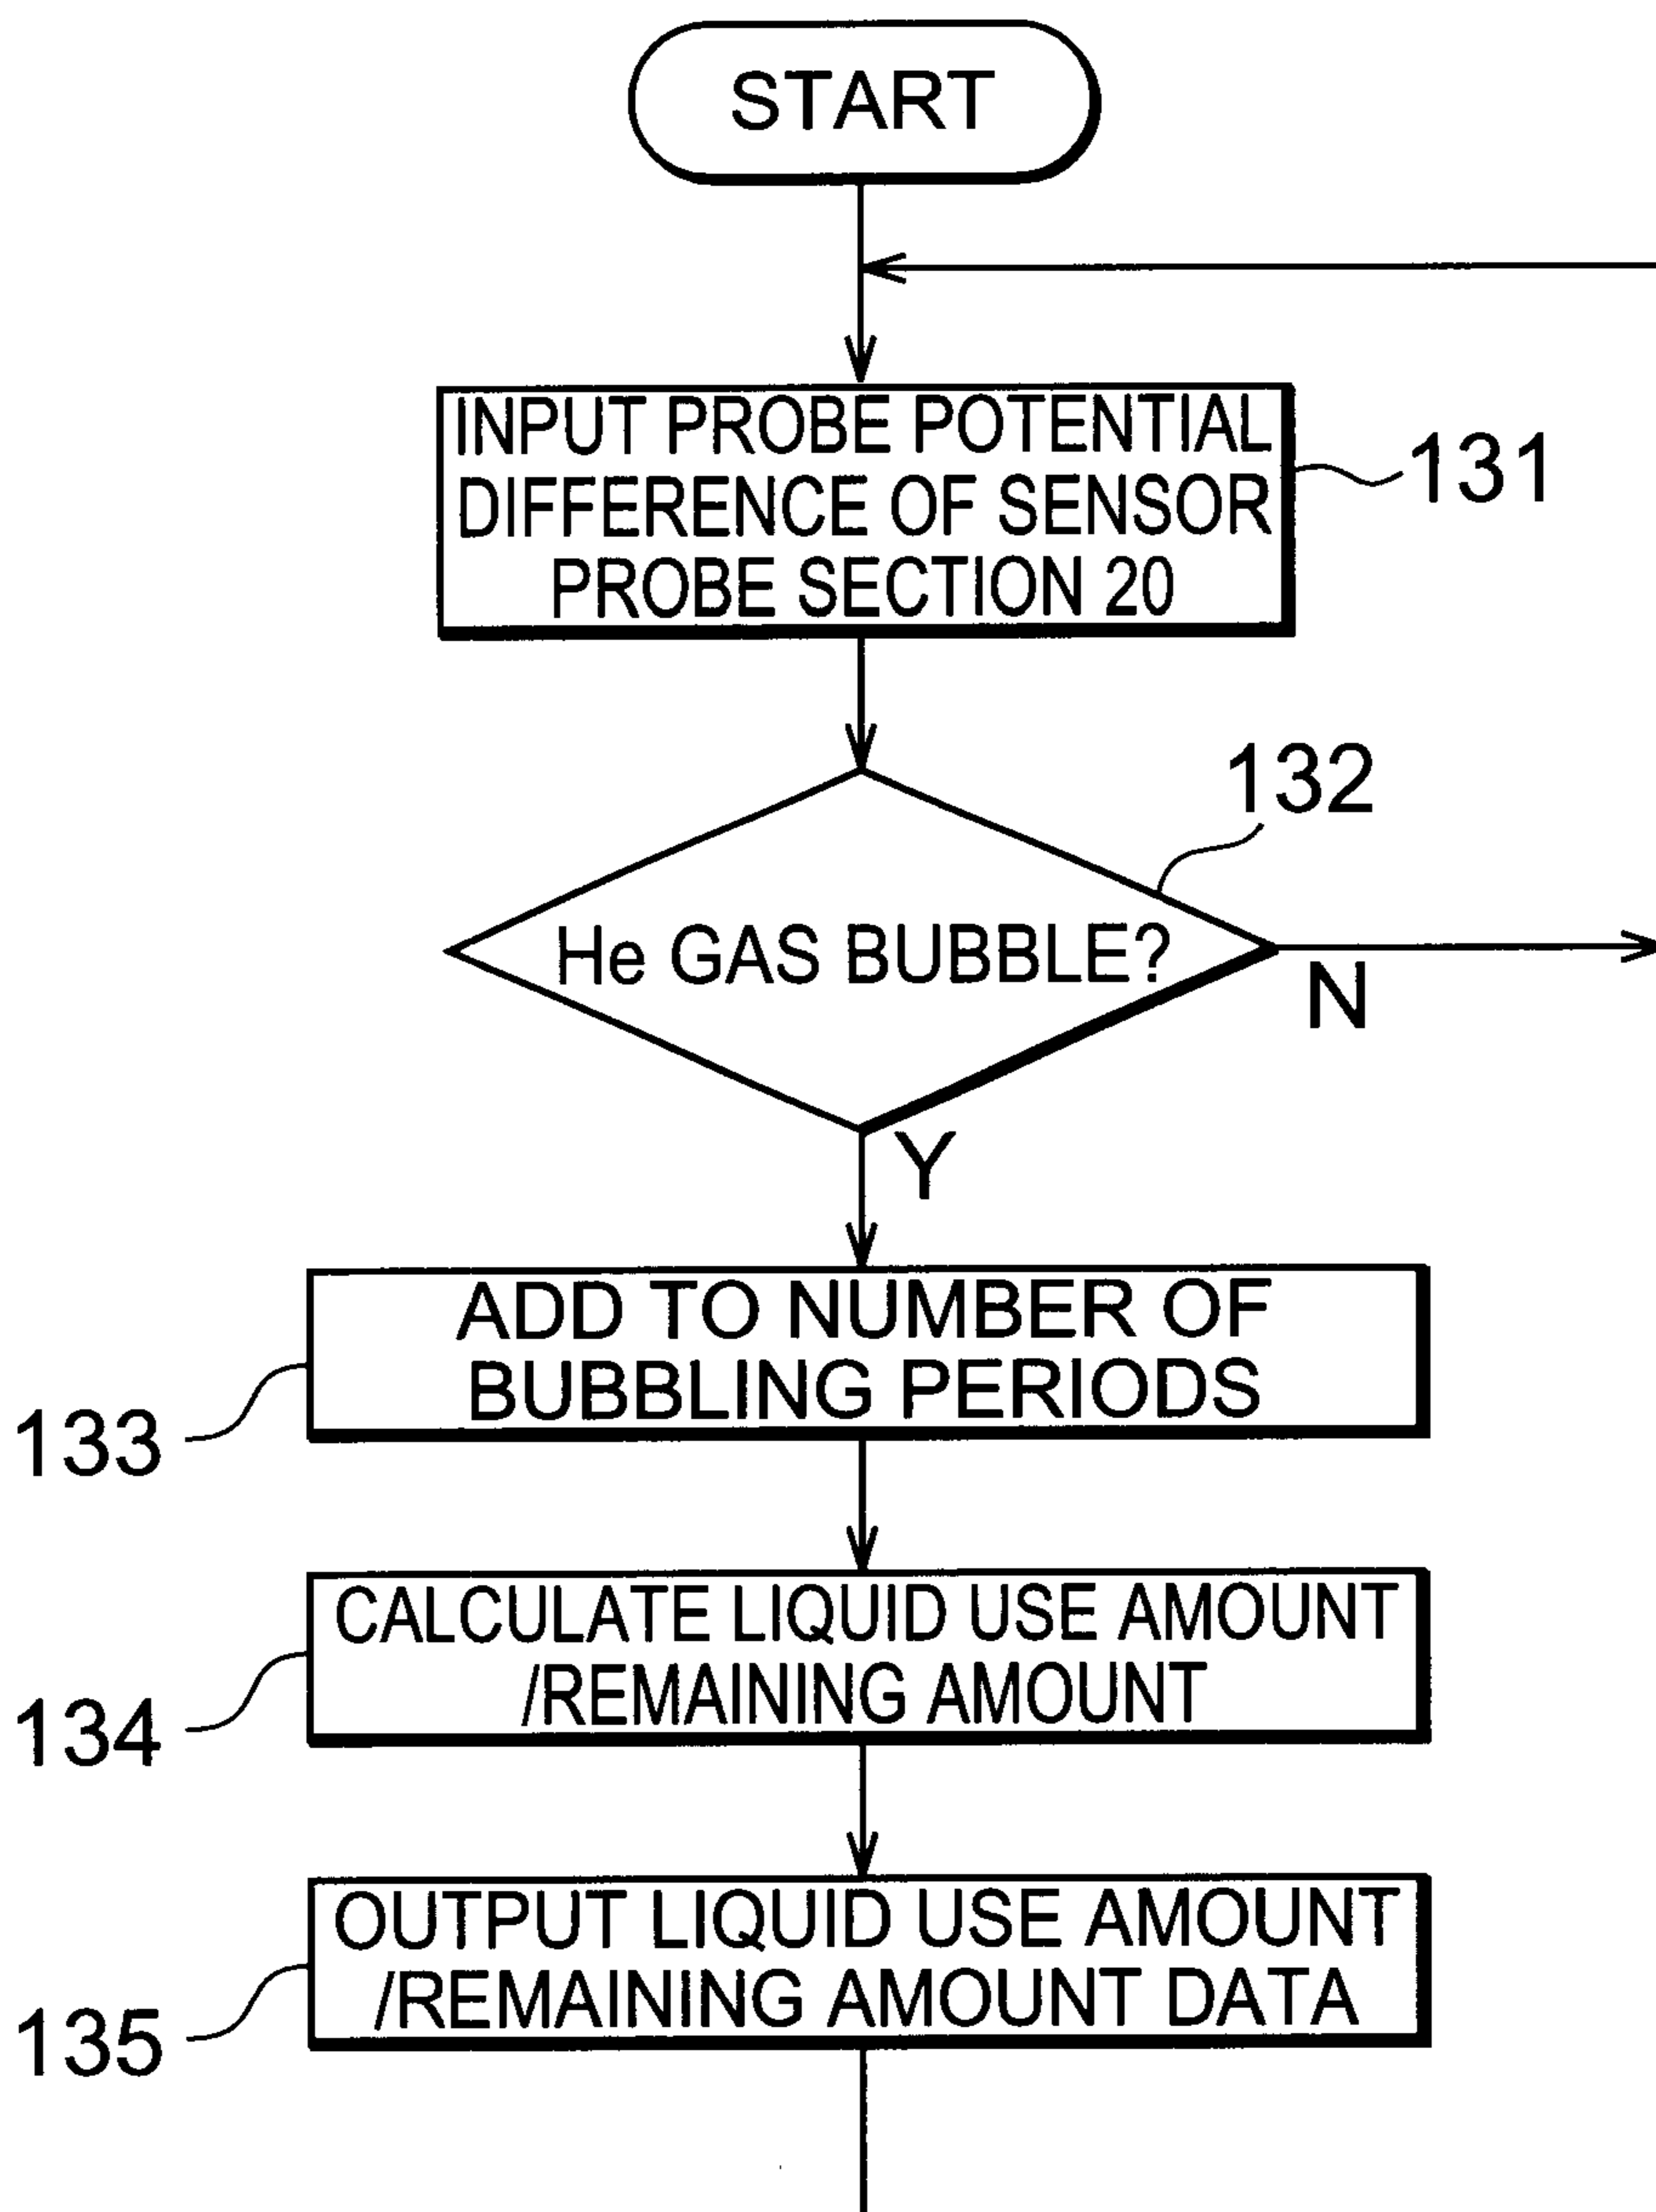 START
INPUT PROBE POTENTIAL
DIFFERENCE OF SENSOR
PROBE SECTION 20
131
132
He GAS BUBBLE?
N
Y
ADD TO NUMBER OF
BUBBLING PERIODS
133
CALCULATE LIQUID USE AMOUNT
/REMAINING AMOUNT
134
OUTPUT LIQUID USE AMOUNT
/REMAINING AMOUNT DATA
135